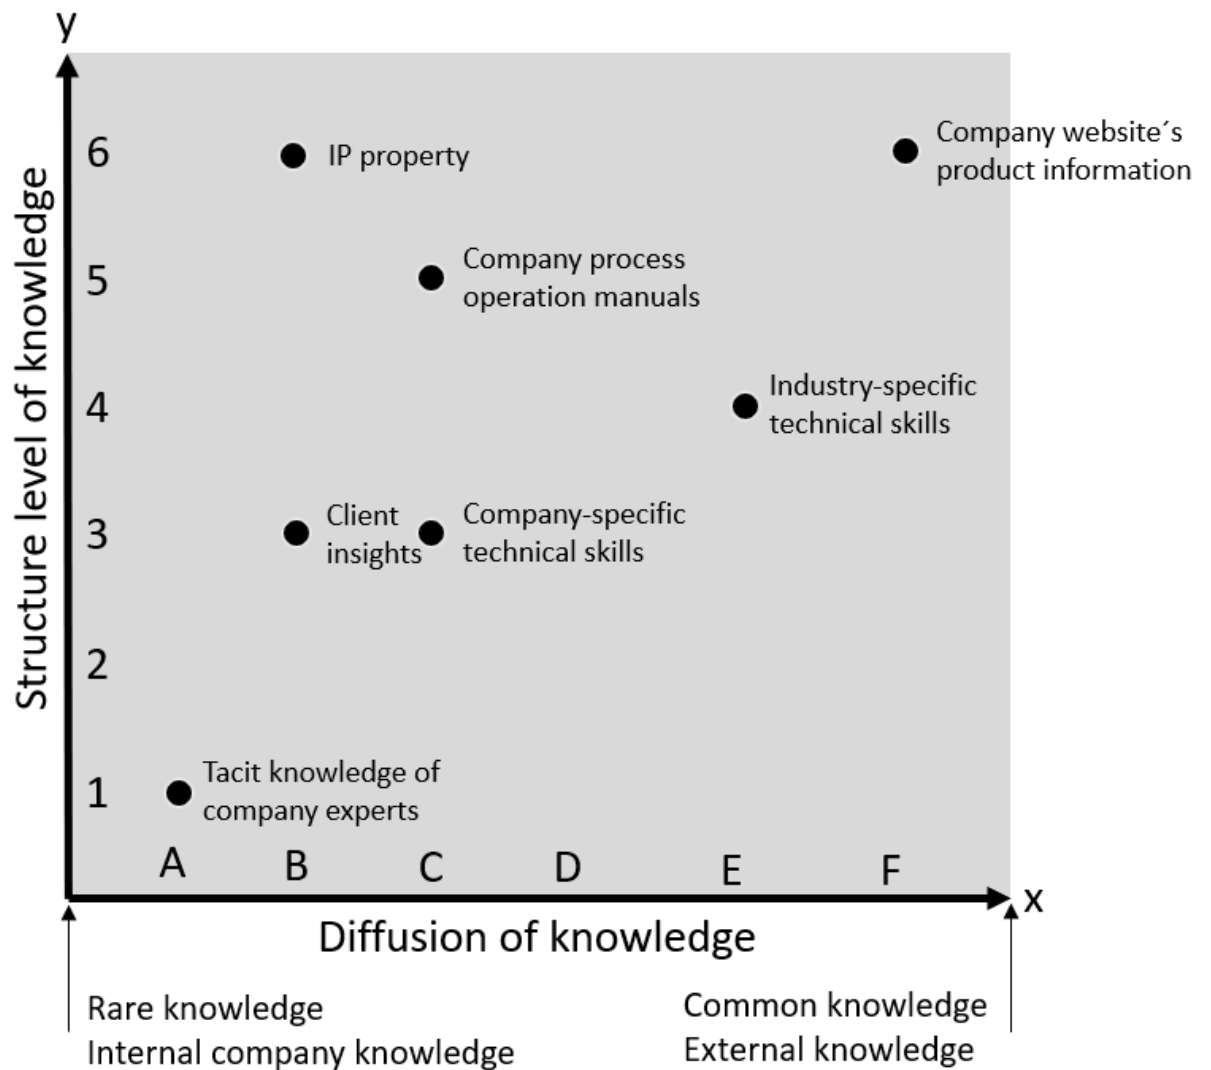 y
6
IP property
Company website´s
product information
5
Company process
operation manuals
4
Industry-specific
technical skills
3
Client
insights
Company-specific
technical skills
2
1
Tacit knowledge of
company experts
Structure level of knowledge
A B C D E F
x
Diffusion of knowledge
Rare knowledge
Internal company knowledge
Common knowledge
External knowledge